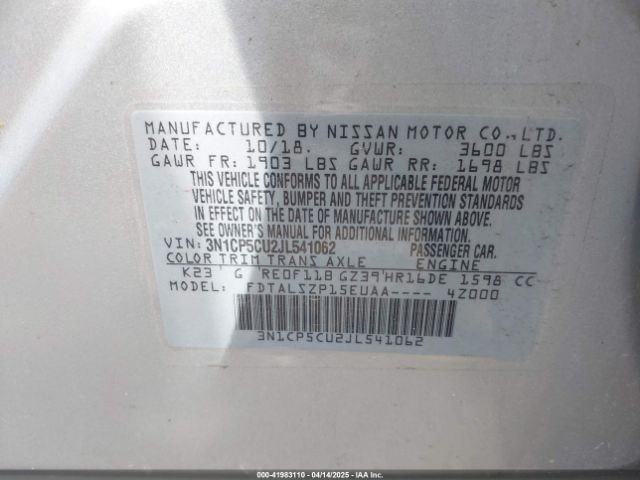 MANUFACTURED BY NISSAN MOTOR CO.,LTD.
DATE: 10/18. GVWR: 3600 LBS
GAWR FR: 1903 LBS GAWR RR: 1698 LBS
THIS VEHICLE CONFORMS TO ALL APPLICABLE FEDERAL MOTOR
VEHICLE SAFETY, BUMPER AND THEFT PREVENTION STANDARDS
IN EFFECT ON THE DATE OF MANUFACTURE SHOWN ABOVE.
SEE OWNER'S MANUAL FOR ADDITIONAL INFORMATION.
VIN: 3N1CP5CU2JL541062 PASSENGER CAR.
COLOR TRIM TRANS AXLE ENGINE
K23 G RE0F11B GZ39 HR16DE 1598 CC
MODEL: FDTALSZP15EUAA---- 4Z000
3N1CP5CU2JL541062
000-41983110 - 04/14/2025 - © IAA Holdings, LLC